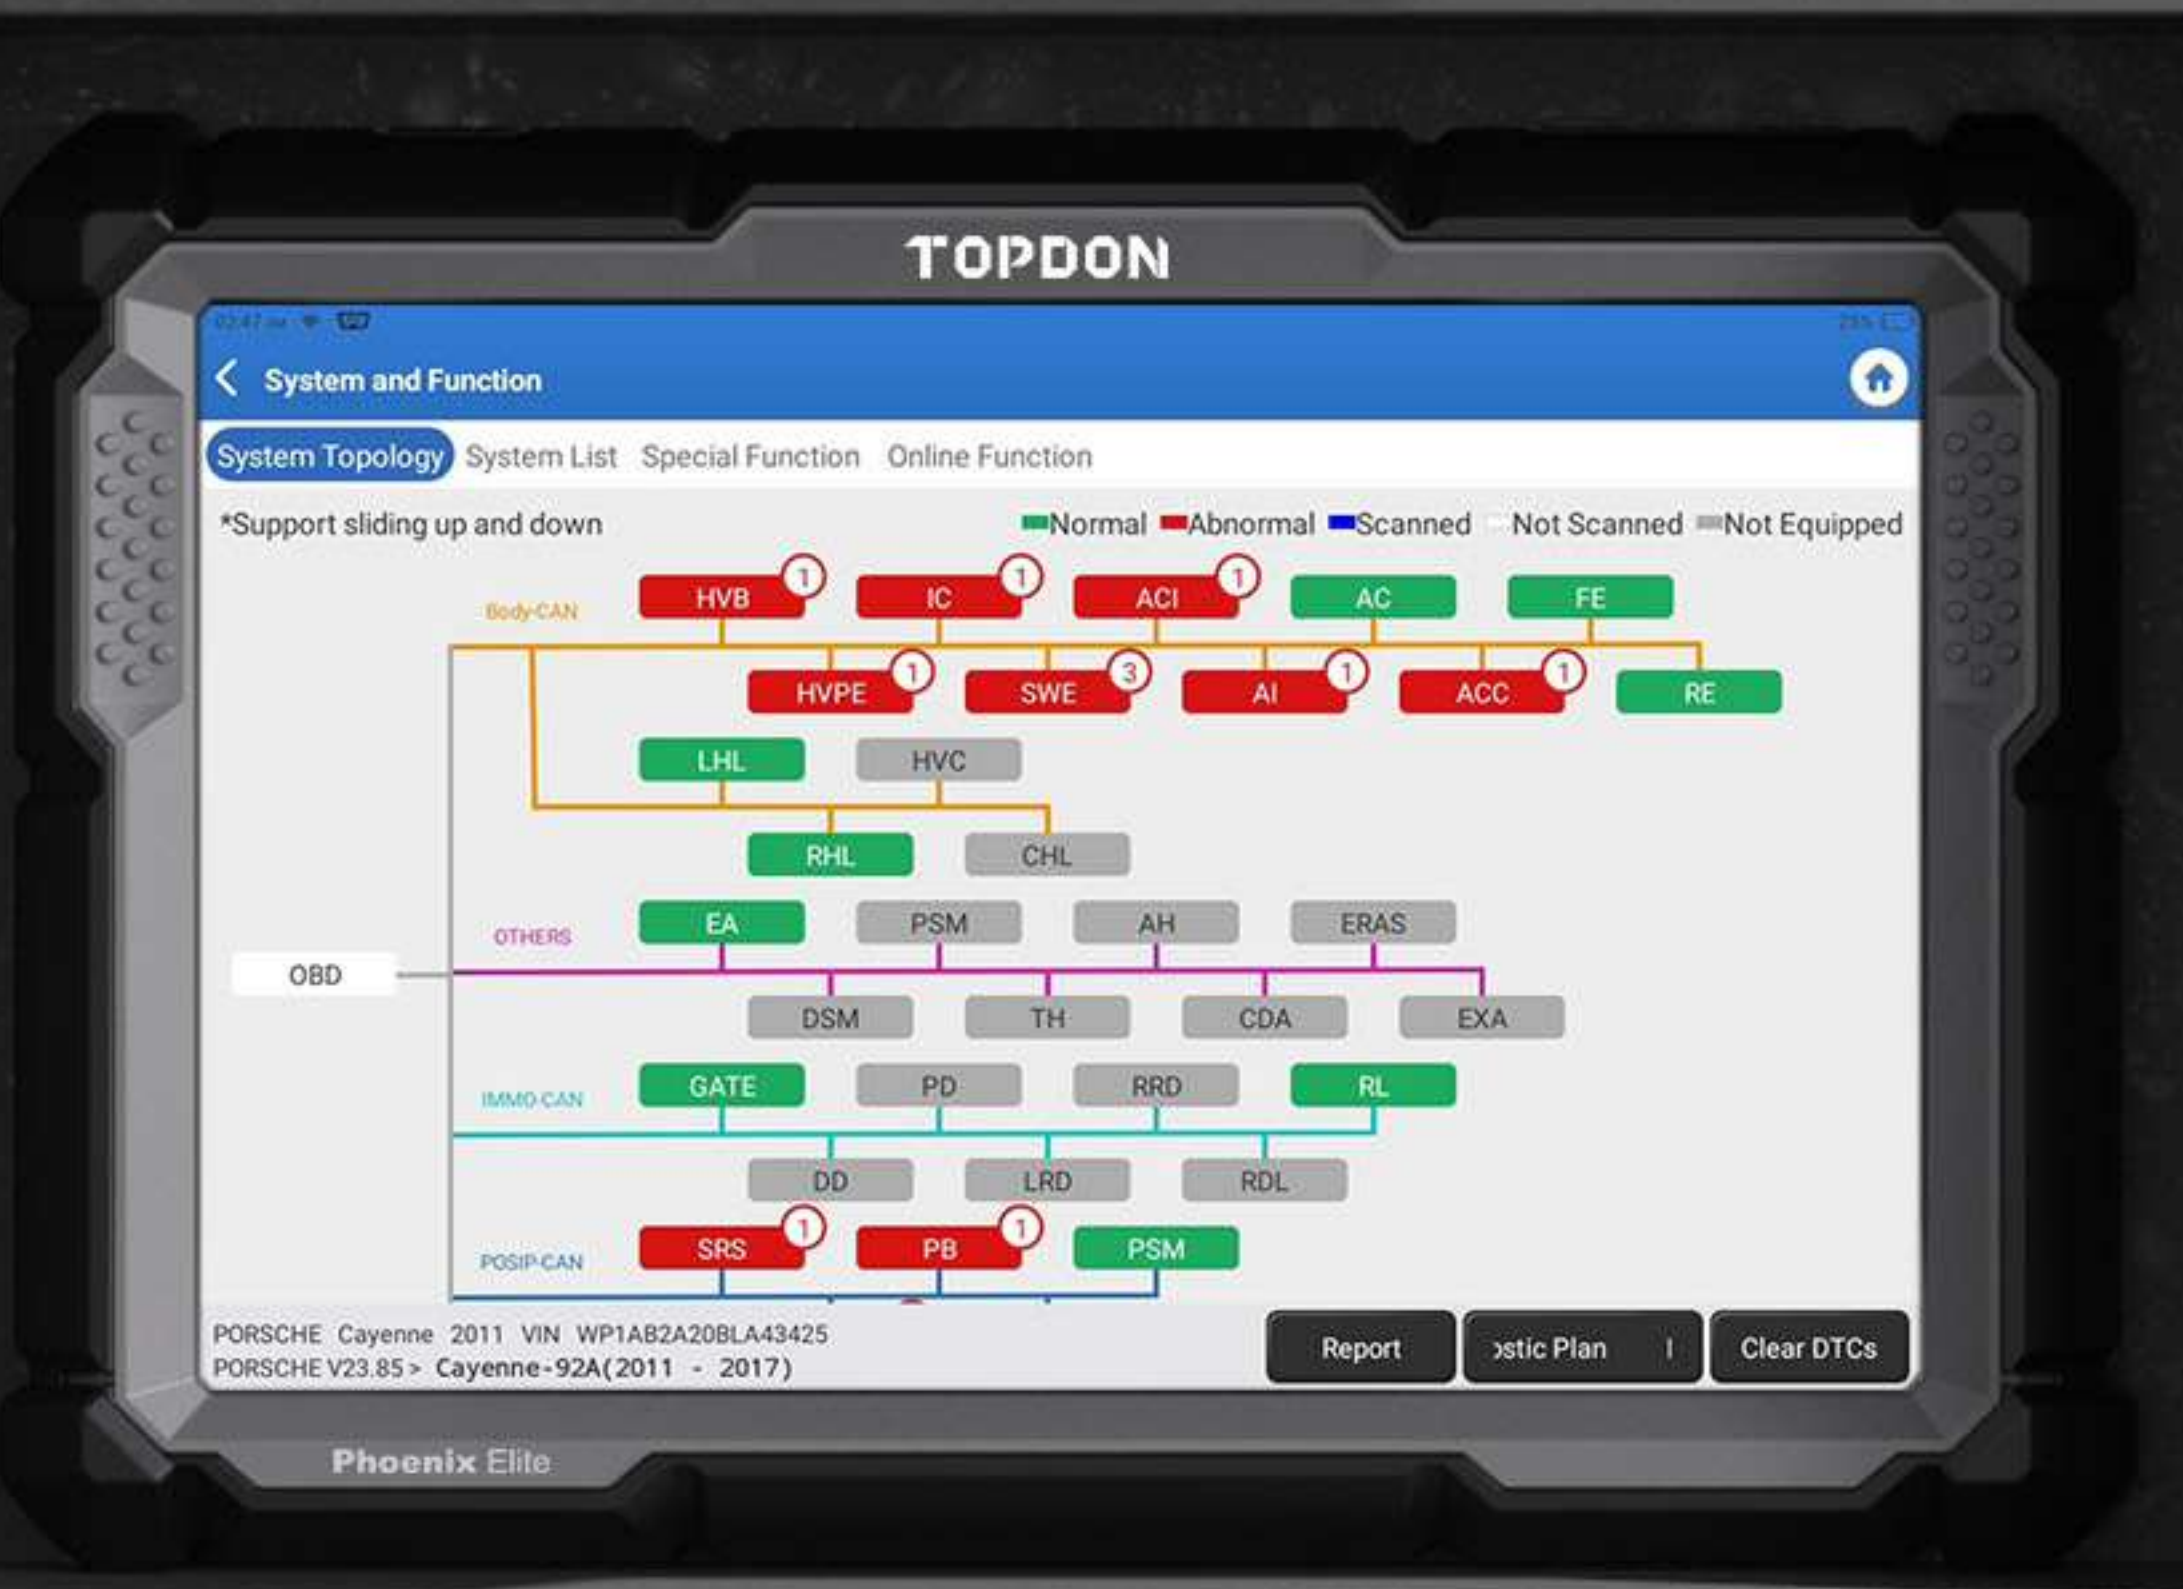 TOPDON
System and Function
System Topology System List Special Function Online Function
*Support sliding up and down Normal Abnormal Scanned Not Scanned Not Equipped
1 1 1
Body-CAN HVB IC ACI AC FE
1 3 1 1
HVPE SWE AI ACC RE
LHL HVC
RHL CHL
OTHERS EA PSM AH ERAS
OBD
DSM TH CDA EXA
IMMO-CAN GATE PD RRD RL
DD LRD RDL
1 1
POSIP-CAN SRS PB PSM
PORSCHE Cayenne 2011 VIN WP1AB2A20BLA43425
PORSCHE V23.85 > Cayenne-92A(2011 - 2017)
Report ostic Plan I Clear DTCs
Phoenix Elite